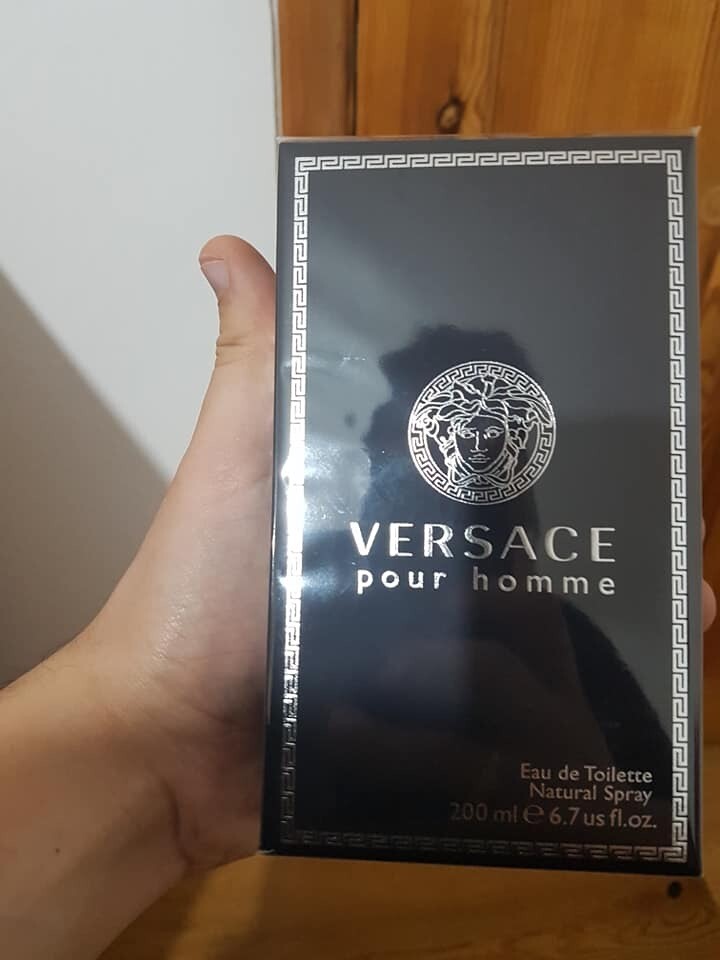 VERSACE
pour homme
Eau de Toilette
Natural Spray
200 ml ℮ 6.7 us fl.oz.